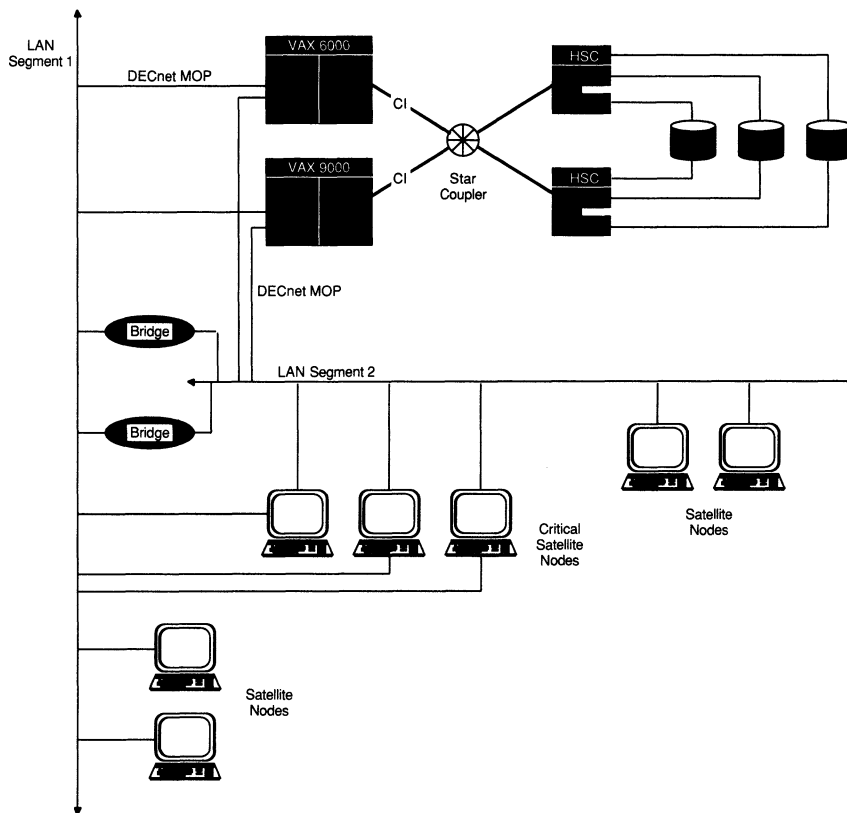 LAN
Segment 1
VAX 6000
HSC
DECnet MOP
CI
VAX 9000
HSC
Star
Coupler
CI
DECnet MOP
Bridge
LAN Segment 2
Bridge
Critical
Satellite
Nodes
Satellite
Nodes
Satellite
Nodes